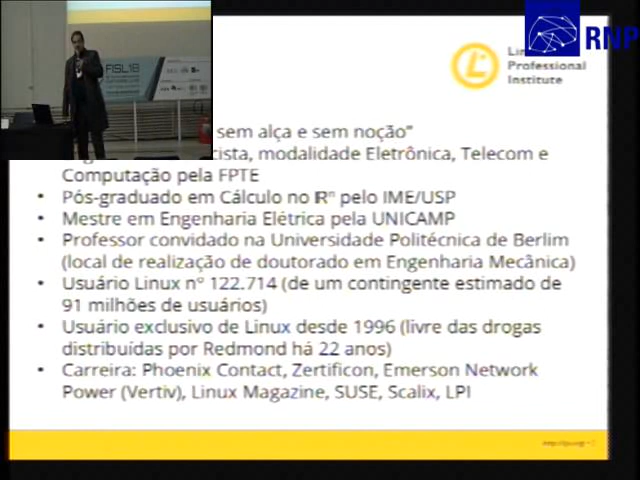 RNP
FISL18
Professional
Institute
sem alça e sem noção”
cista, modalidade Eletrônica, Telecom e
Computação pela FPTE
• Pós-graduado em Cálculo no Rⁿ pelo IME/USP
• Mestre em Engenharia Elétrica pela UNICAMP
• Professor convidado na Universidade Politécnica de Berlim
(local de realização de doutorado em Engenharia Mecânica)
• Usuário Linux nº 122.714 (de um contingente estimado de
91 milhões de usuários)
• Usuário exclusivo de Linux desde 1996 (livre das drogas
distribuídas por Redmond há 22 anos)
• Carreira: Phoenix Contact, Zertificon, Emerson Network
Power (Vertiv), Linux Magazine, SUSE, Scalix, LPI